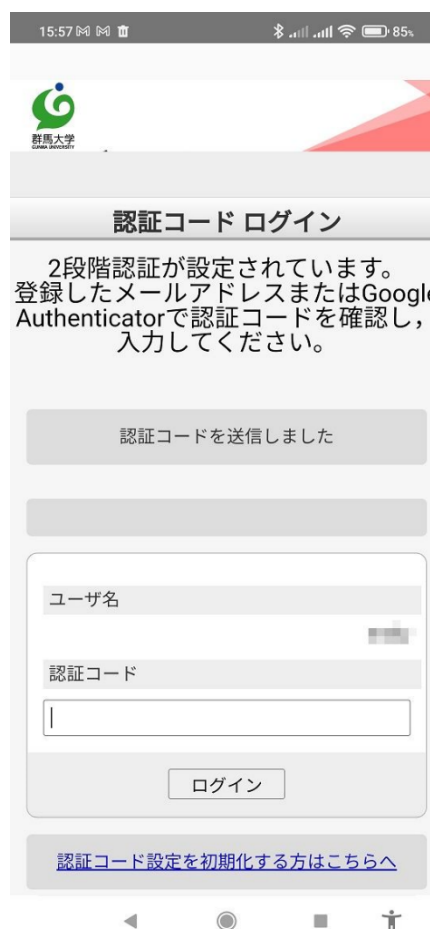 15:57
85%
群馬大学
GUNMA UNIVERSITY
認証コード ログイン
2段階認証が設定されています。
登録したメールアドレスまたはGoogle
Authenticatorで認証コードを確認し，
入力してください。
認証コードを送信しました
ユーザ名
認証コード
ログイン
認証コード設定を初期化する方はこちらへ